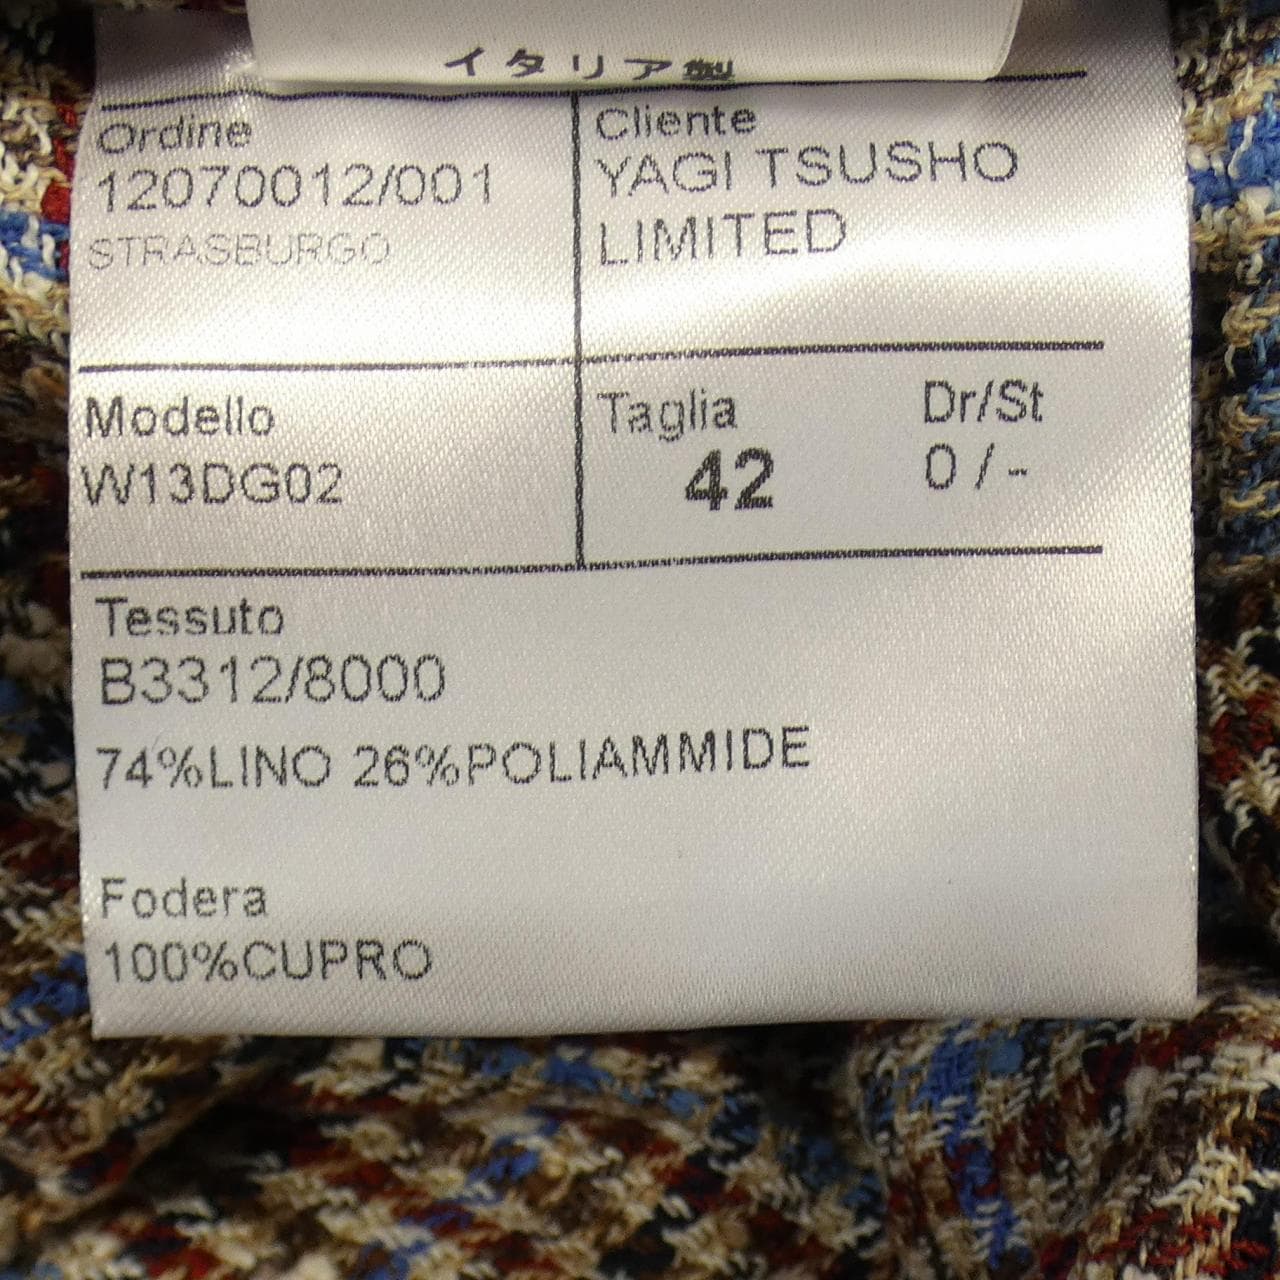 イタリア製
Ordine
12070012/001
STRASBURGO
Cliente
YAGI TSUSHO
LIMITED
Modello
W13DG02
Taglia
42
Dr/St
0 / -
Tessuto
B3312/8000
74%LINO 26%POLIAMMIDE
Fodera
100%CUPRO